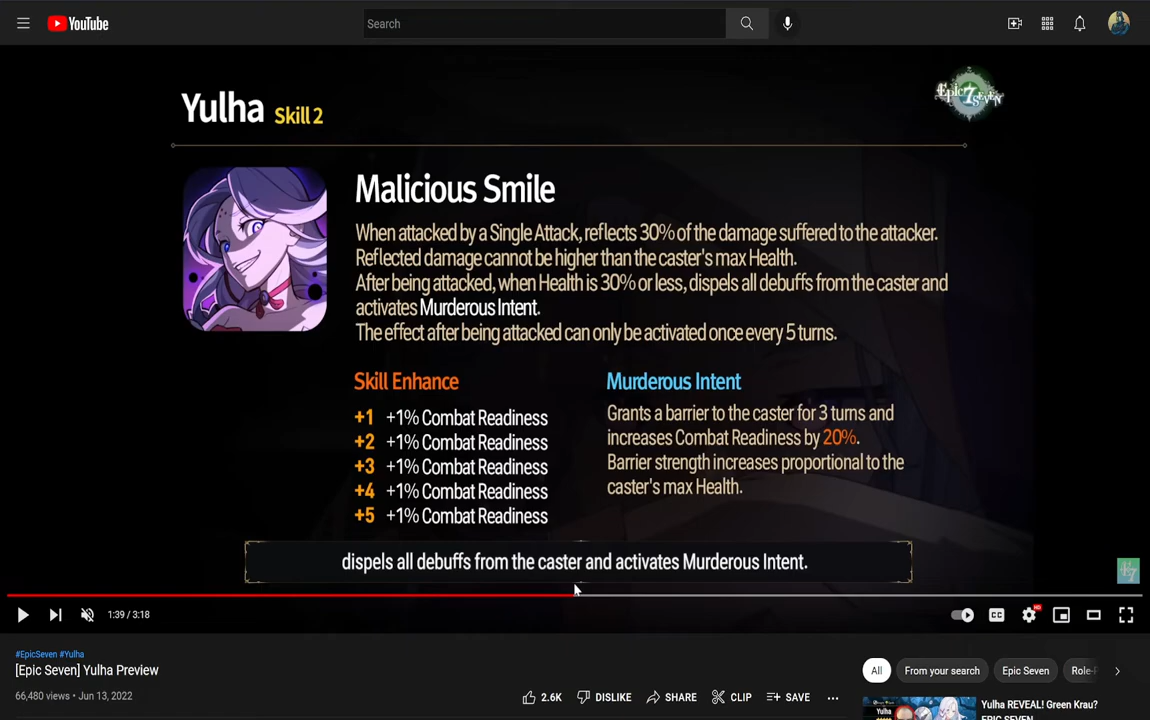 YouTube
Search
Yulha Skill 2
Epic 7 Seven
Malicious Smile
When attacked by a Single Attack, reflects 30% of the damage suffered to the attacker.
Reflected damage cannot be higher than the caster's max Health.
After being attacked, when Health is 30% or less, dispels all debuffs from the caster and
activates Murderous Intent.
The effect after being attacked can only be activated once every 5 turns.
Skill Enhance
+1 +1% Combat Readiness
+2 +1% Combat Readiness
+3 +1% Combat Readiness
+4 +1% Combat Readiness
+5 +1% Combat Readiness
Murderous Intent
Grants a barrier to the caster for 3 turns and
increases Combat Readiness by 20%.
Barrier strength increases proportional to the
caster's max Health.
dispels all debuffs from the caster and activates Murderous Intent.
E7
1:39 / 3:18
CC
HD
#EpicSeven #Yulha
[Epic Seven] Yulha Preview
66,480 views • Jun 13, 2022
2.6K DISLIKE SHARE CLIP SAVE
All From your search Epic Seven Role-
Yulha
Yulha REVEAL! Green Krau?
EPIC SEVEN